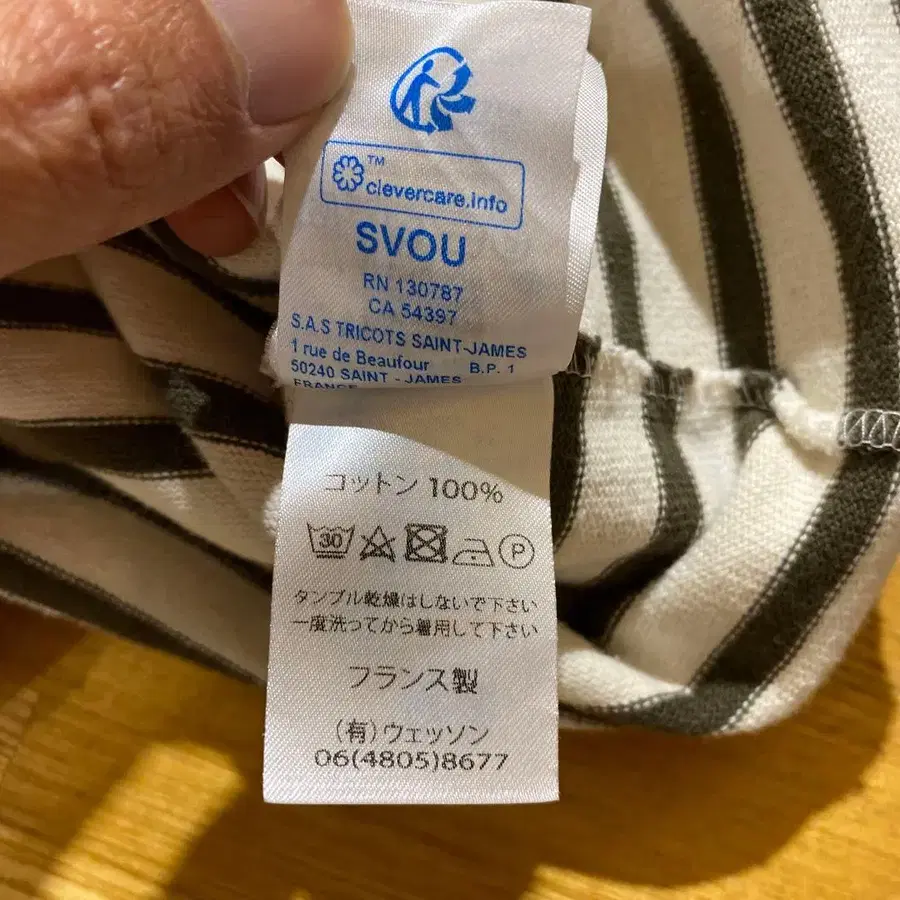 ™
clevercare.info
SVOU
RN 130787
CA 54397
S.A.S TRICOTS SAINT-JAMES
1 rue de Beaufour B.P. 1
50240 SAINT - JAMES
FRANCE
コットン 100%
30 P
タンブル乾燥はしないで下さい
一度洗ってから着用して下さい
フランス製
(有)ウェッソン
06(4805)8677